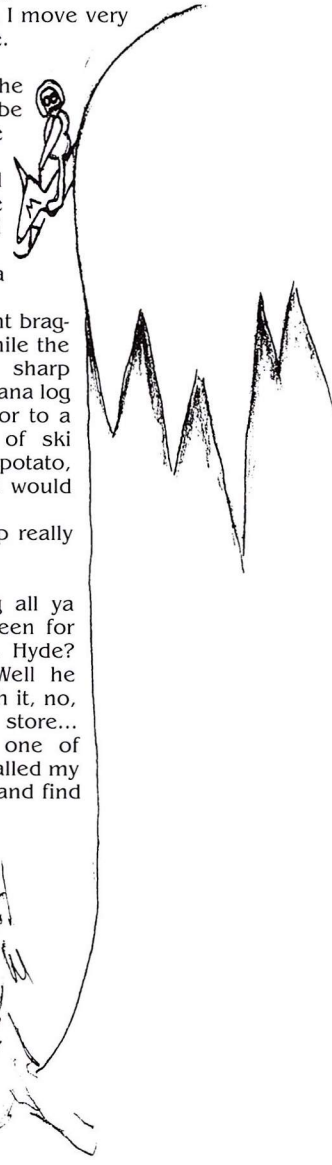 I move very
he
be
a
nt brag-
hile the
sharp
ana log
or to a
of ski
potato,
would
o really
g all ya
een for
Hyde?
Well he
n it, no,
store...
one of
alled my
and find